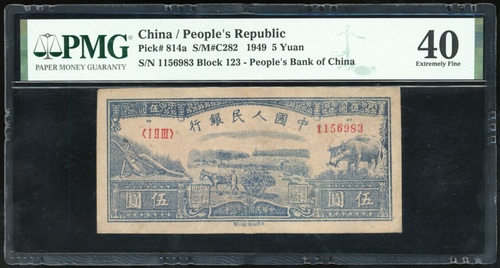 PMG
PAPER MONEY GUARANTY
China / People's Republic
Pick# 814a S/M#C282 1949 5 Yuan
S/N 1156983 Block 123 - People's Bank of China
40
Extremely Fine
行銀民人國中
〈I II III〉
1156983
圓伍
圓伍